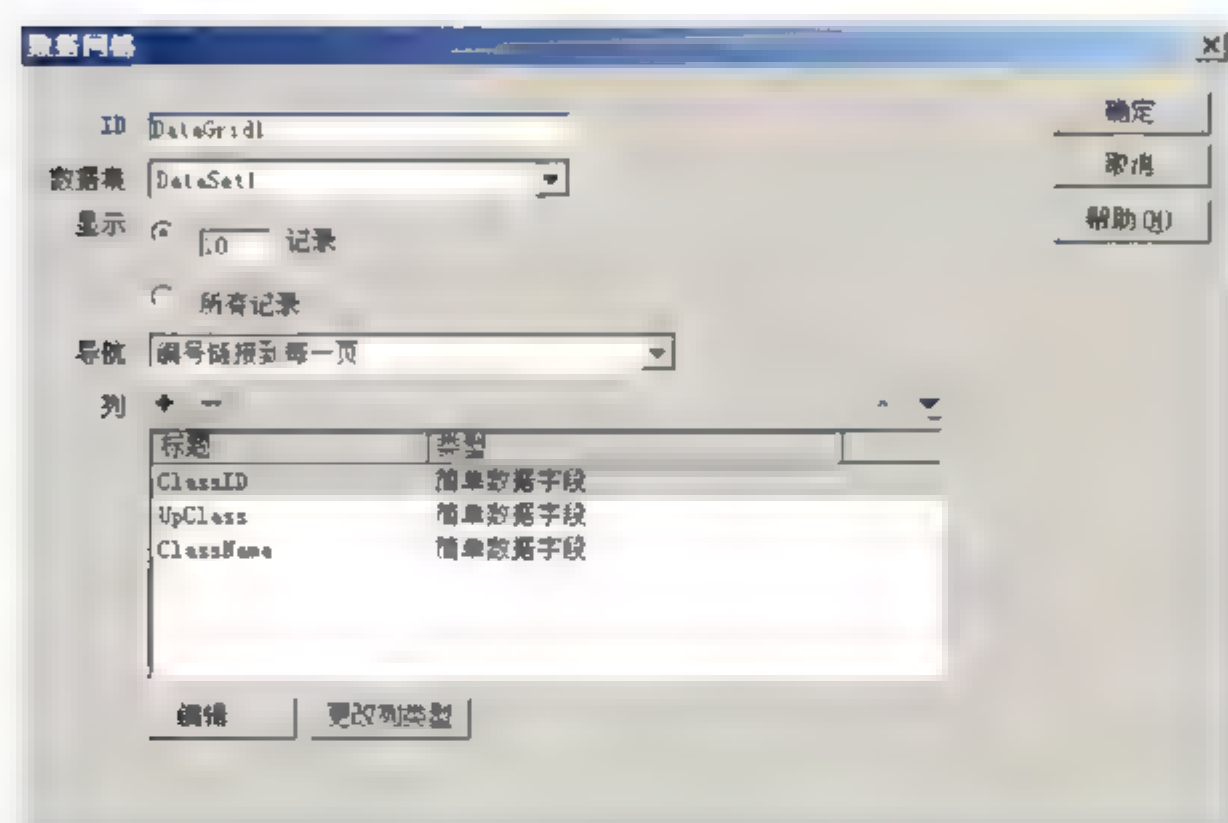 数据网格
ID DataGrid1
确定
数据集 DataSet1
取消
显示 10 记录
帮助(H)
所有记录
导航 编号链接到每一页
列
标题 类型
ClassID 简单数据字段
UpClass 简单数据字段
ClassName 简单数据字段
编辑 更改列类型